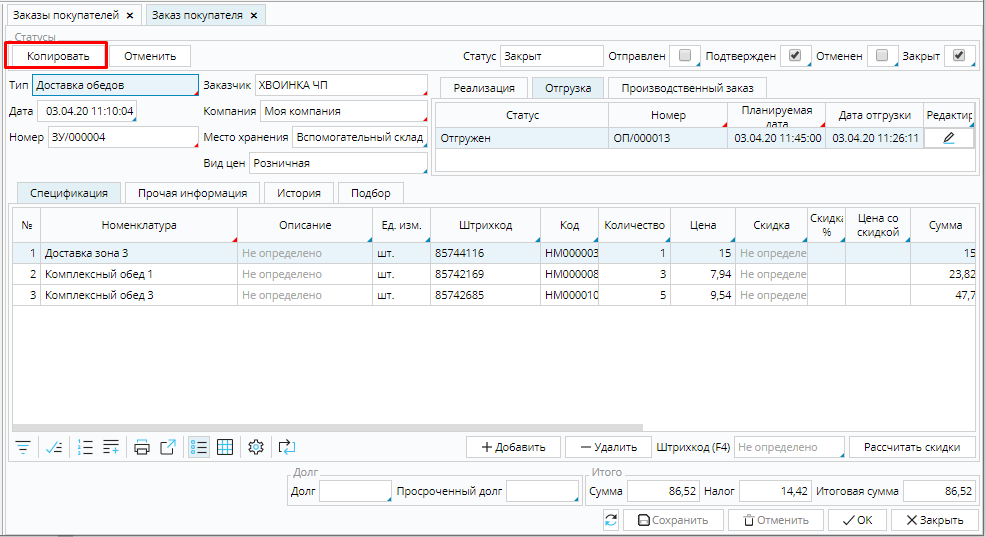 Заказы покупателей × Заказ покупателя ×
Статусы
Копировать Отменить Статус Закрыт Отправлен Подтвержден Отменен Закрыт
Тип Доставка обедов Заказчик ХВОИНКА ЧП
Дата 03.04.20 11:10:04 Компания Моя компания
Номер ЗУ/000004 Место хранения Вспомогательный склад
Вид цен Розничная
Реализация Отгрузка Производственный заказ
Статус Номер Планируемая дата Дата отгрузки Редактир
Отгружен ОП/000013 03.04.20 11:45:00 03.04.20 11:26:11
Спецификация Прочая информация История Подбор
№ Номенклатура Описание Ед. изм. Штрихкод Код Количество Цена Скидка Скидка % Цена со скидкой Сумма
1 Доставка зона 3 Не определено шт. 85744116 НМ000003 1 15 Не определе 15
2 Комплексный обед 1 Не определено шт. 85742169 НМ000008 3 7,94 Не определе 23,82
3 Комплексный обед 3 Не определено шт. 85742685 НМ000010 5 9,54 Не определе 47,7
Добавить Удалить Штрихкод (F4) Не определено Рассчитать скидки
Долг Итого
Долг Просроченный долг Сумма 86,52 Налог 14,42 Итоговая сумма 86,52
Сохранить Отменить OK Закрыть